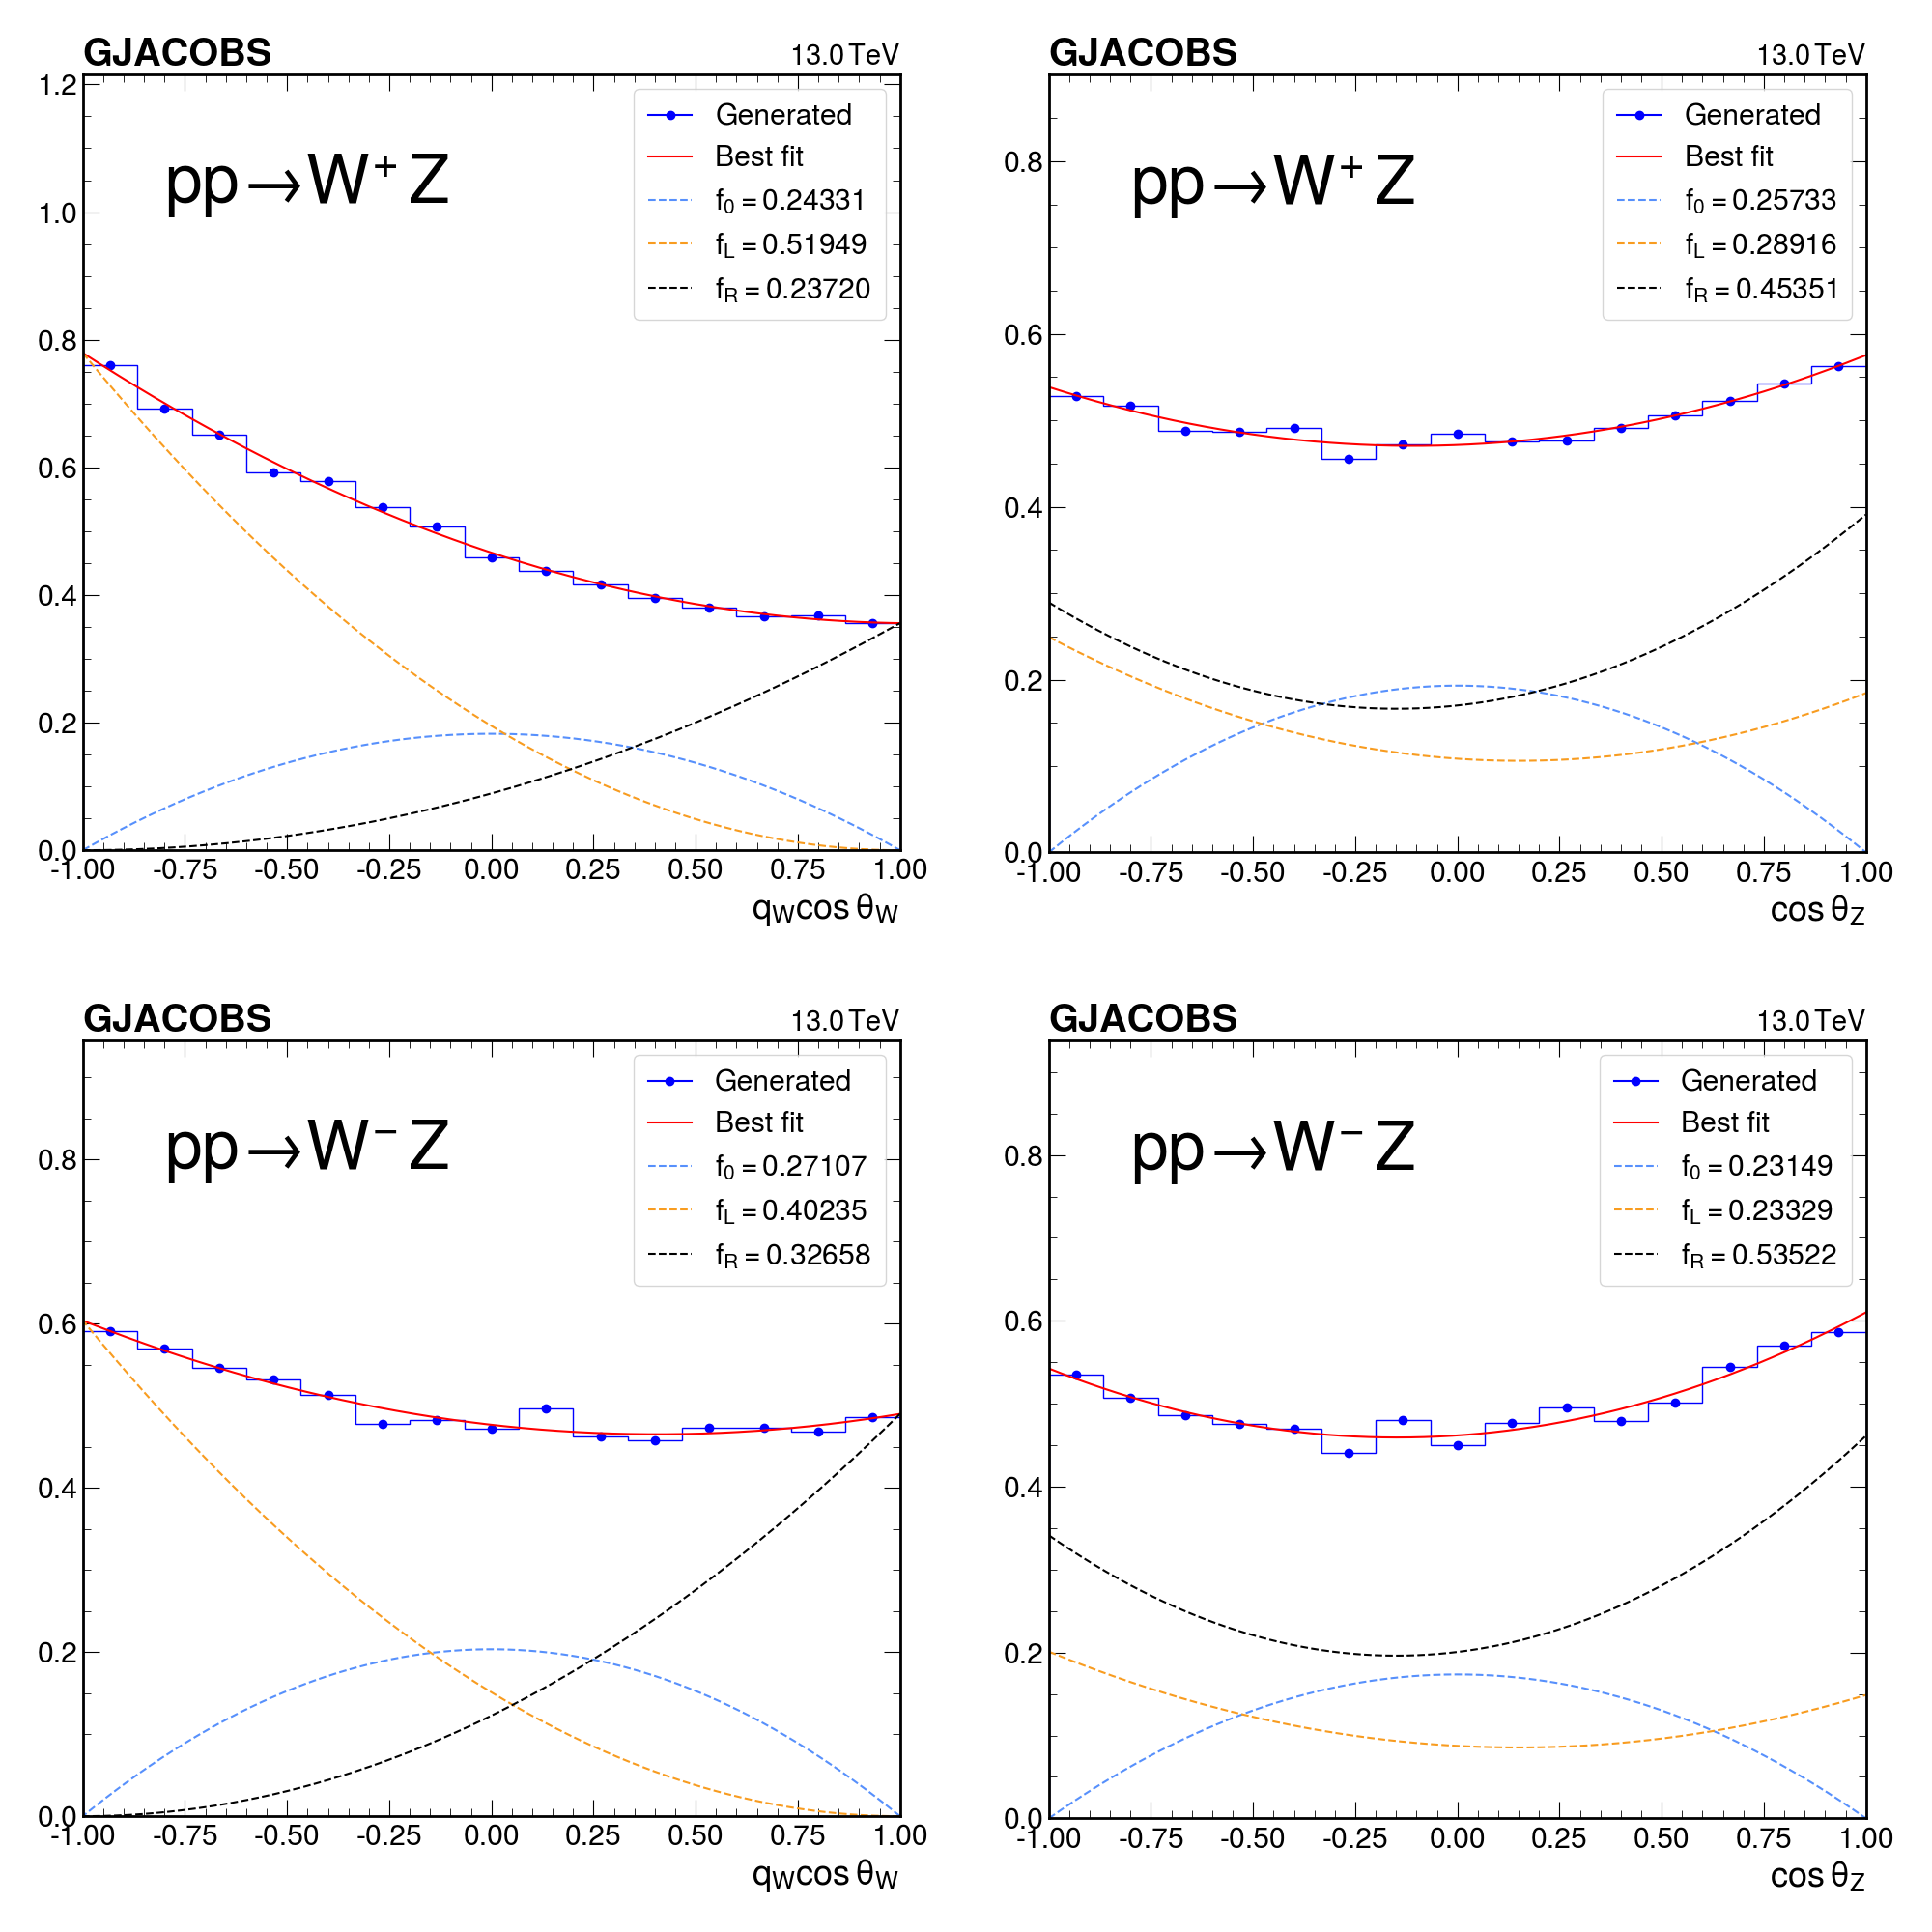 GJACOBS 13.0 TeV
pp→W⁺ Z
Generated
Best fit
f₀ = 0.24331
f_L = 0.51949
f_R = 0.23720
1.2
1.0
0.8
0.6
0.4
0.2
0.0
-1.00 -0.75 -0.50 -0.25 0.00 0.25 0.50 0.75 1.00
q_W cos θ_W
GJACOBS 13.0 TeV
pp→W⁺ Z
Generated
Best fit
f₀ = 0.25733
f_L = 0.28916
f_R = 0.45351
0.8
0.6
0.4
0.2
0.0
-1.00 -0.75 -0.50 -0.25 0.00 0.25 0.50 0.75 1.00
cos θ_Z
GJACOBS 13.0 TeV
pp→W⁻ Z
Generated
Best fit
f₀ = 0.27107
f_L = 0.40235
f_R = 0.32658
0.8
0.6
0.4
0.2
0.0
-1.00 -0.75 -0.50 -0.25 0.00 0.25 0.50 0.75 1.00
q_W cos θ_W
GJACOBS 13.0 TeV
pp→W⁻ Z
Generated
Best fit
f₀ = 0.23149
f_L = 0.23329
f_R = 0.53522
0.8
0.6
0.4
0.2
0.0
-1.00 -0.75 -0.50 -0.25 0.00 0.25 0.50 0.75 1.00
cos θ_Z